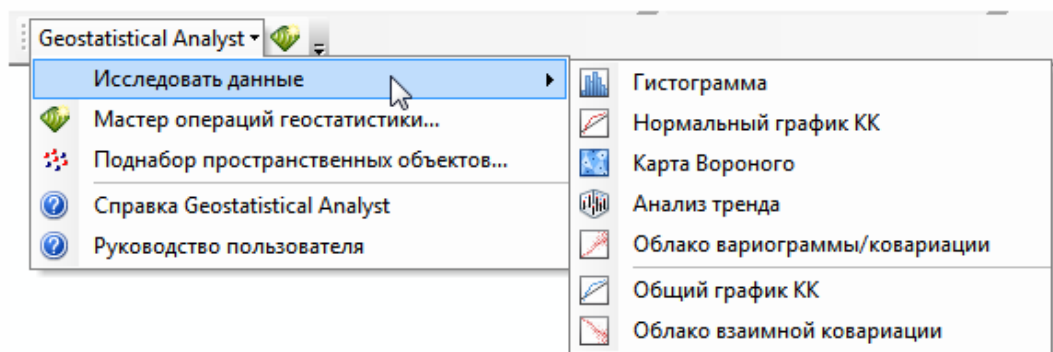 Geostatistical Analyst
Исследовать данные
Мастер операций геостатистики...
Поднабор пространственных объектов...
Справка Geostatistical Analyst
Руководство пользователя
Гистограмма
Нормальный график КК
Карта Вороного
Анализ тренда
Облако вариограммы/ковариации
Общий график КК
Облако взаимной ковариации